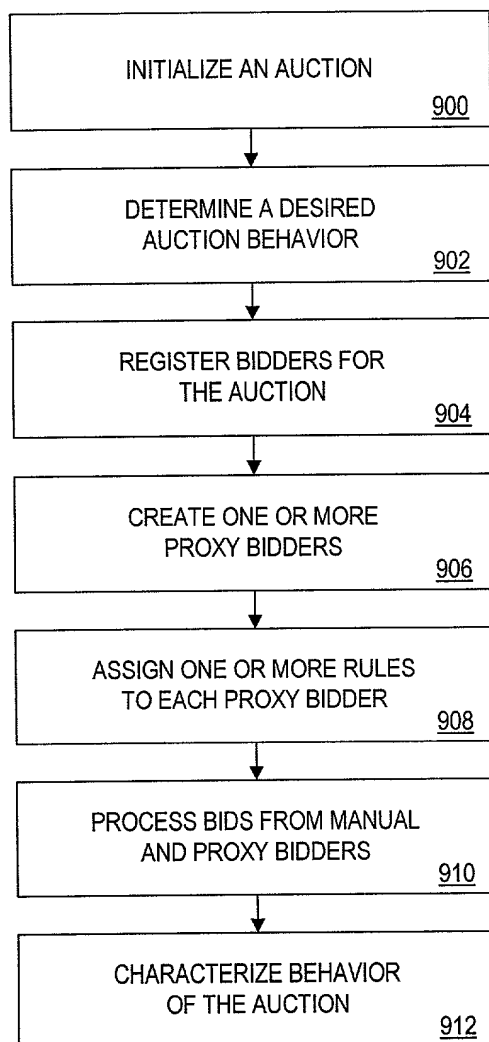 INITIALIZE AN AUCTION
900
DETERMINE A DESIRED
AUCTION BEHAVIOR
902
REGISTER BIDDERS FOR
THE AUCTION
904
CREATE ONE OR MORE
PROXY BIDDERS
906
ASSIGN ONE OR MORE RULES
TO EACH PROXY BIDDER
908
PROCESS BIDS FROM MANUAL
AND PROXY BIDDERS
910
CHARACTERIZE BEHAVIOR
OF THE AUCTION
912